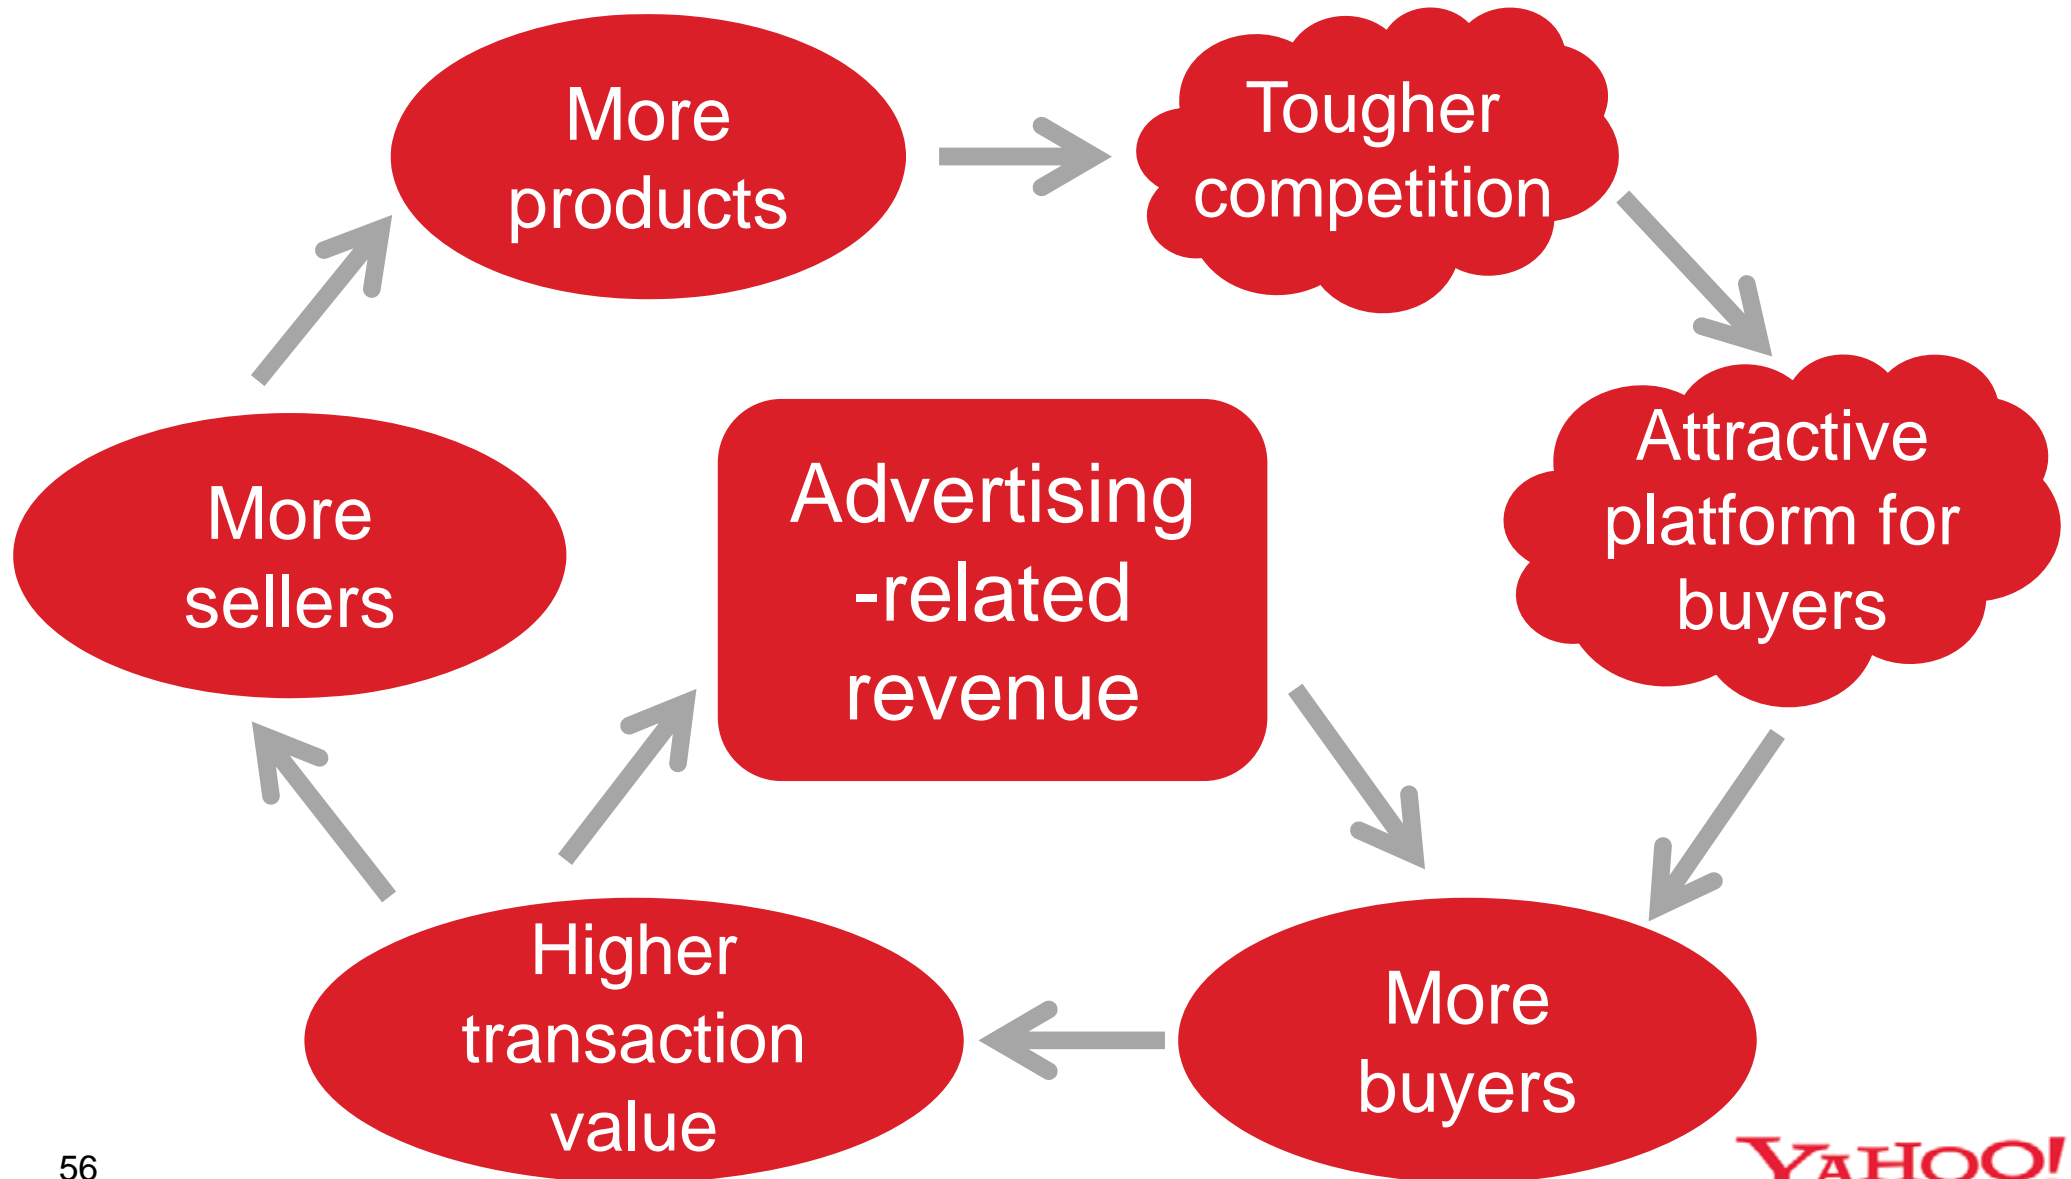 More
products
Tougher
competition
Attractive
platform for
buyers
More
sellers
Advertising
-related
revenue
Higher
transaction
value
More
buyers
56
YAHOO!